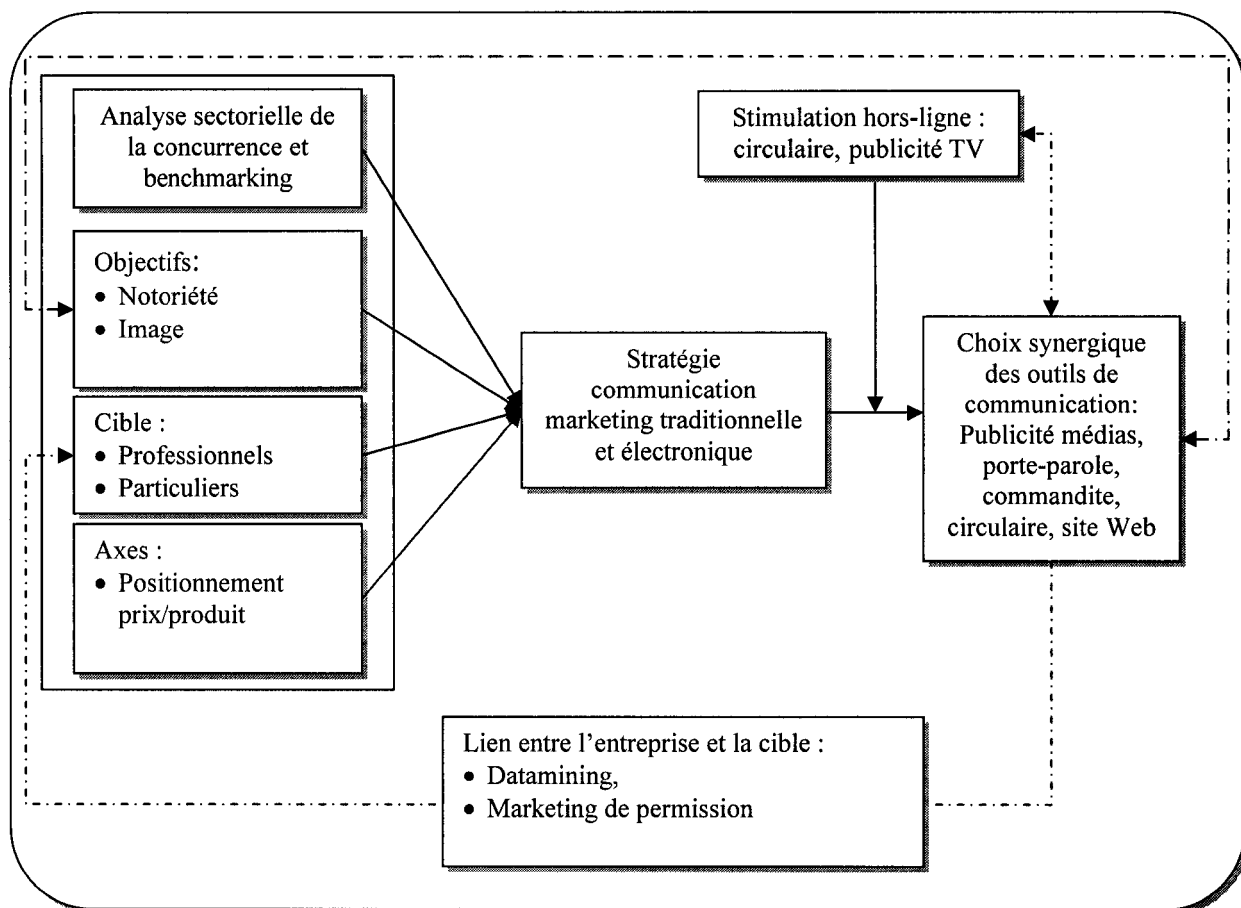 Analyse sectorielle de
la concurrence et
benchmarking
Objectifs:
• Notoriété
• Image
Cible :
• Professionnels
• Particuliers
Axes :
• Positionnement
prix/produit
Stratégie
communication
marketing traditionnelle
et électronique
Stimulation hors-ligne :
circulaire, publicité TV
Choix synergique
des outils de
communication:
Publicité médias,
porte-parole,
commandite,
circulaire, site Web
Lien entre l'entreprise et la cible :
• Datamining,
• Marketing de permission